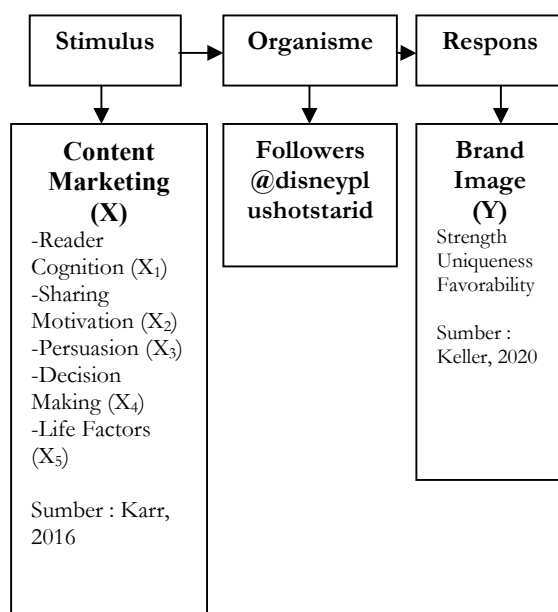 Stimulus
Organisme
Respons
Content
Marketing
(X)
-Reader
Cognition (X₁)
-Sharing
Motivation (X₂)
-Persuasion (X₃)
-Decision
Making (X₄)
-Life Factors
(X₅)
Sumber : Karr,
2016
Followers
@disneypl
ushotstarid
Brand
Image
(Y)
Strength
Uniqueness
Favorability
Sumber :
Keller, 2020